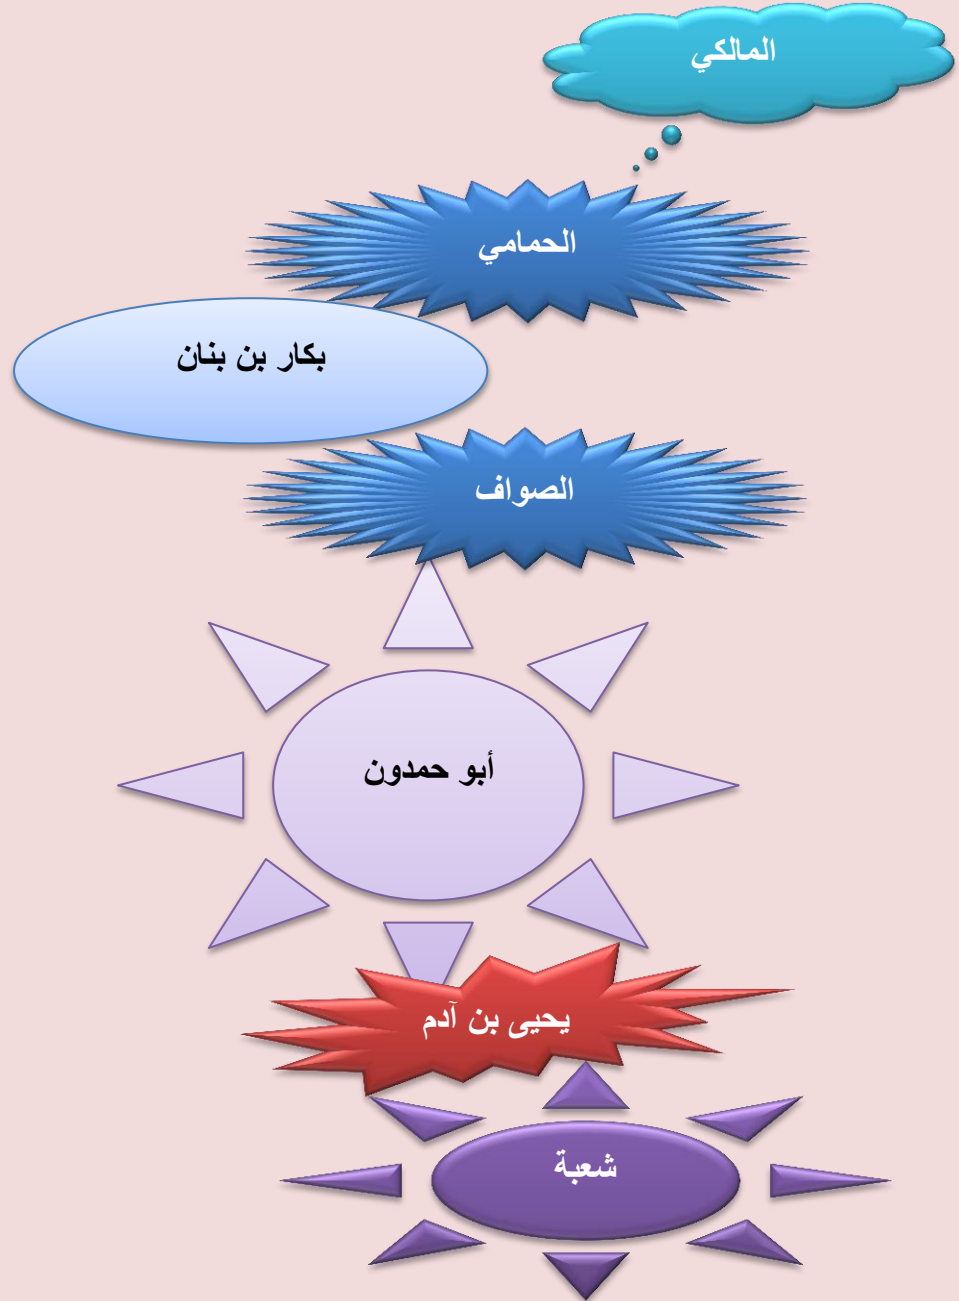 المالكي
الحمامي
بكار بن بنان
الصواف
أبو حمدون
يحيى بن آدم
شعبة